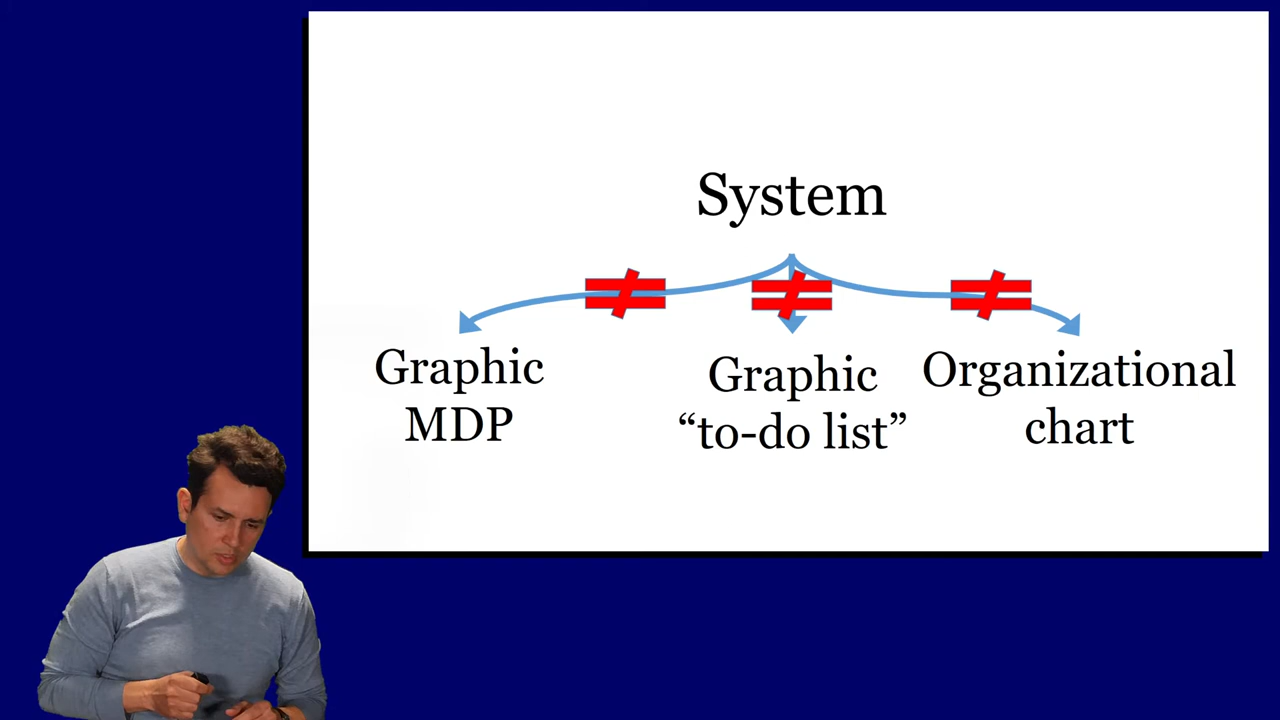 System
≠ ≠ ≠
Graphic
MDP
Graphic
“to-do list”
Organizational
chart